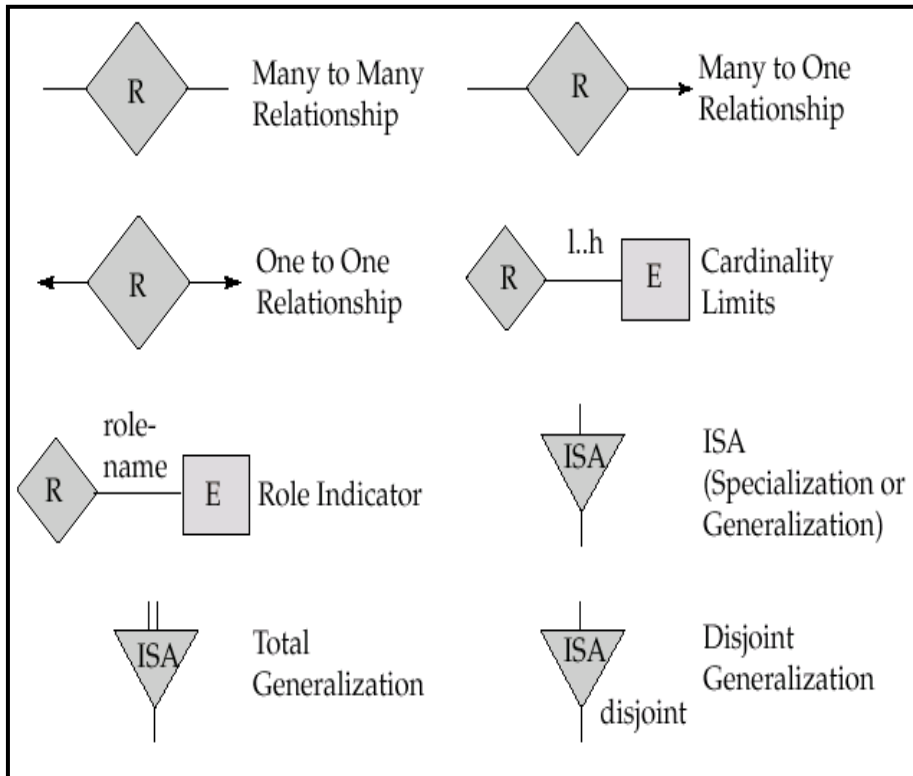 R
Many to Many
Relationship
R
Many to One
Relationship
R
One to One
Relationship
R
l..h
E
Cardinality
Limits
R
role-
name
E
Role Indicator
ISA
ISA
(Specialization or
Generalization)
ISA
Total
Generalization
ISA
disjoint
Disjoint
Generalization